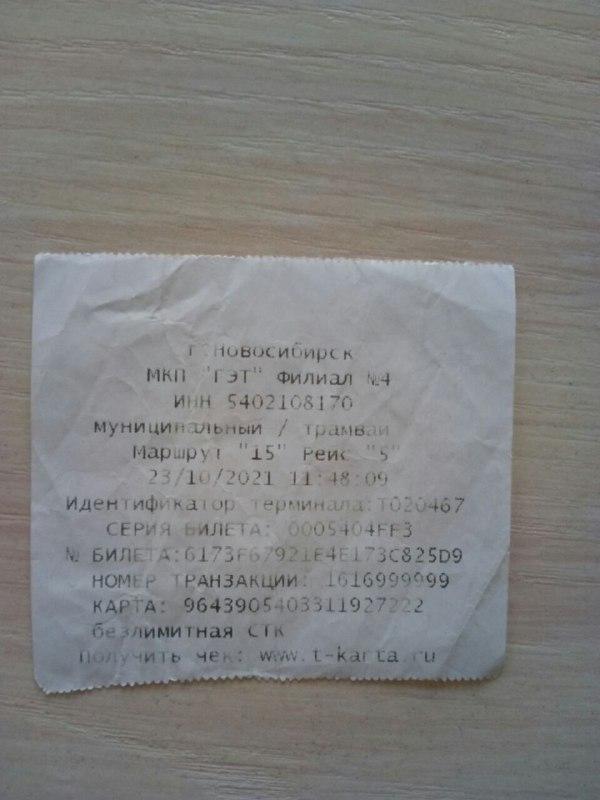 г.Новосибирск
МКП "ГЭТ" Филиал №4
ИНН 5402108170
муниципальный / трамвай
Маршрут "15" Рейс "5"
23/10/2021 11:48:09
Идентификатор терминала:T020467
СЕРИЯ БИЛЕТА: 0005404FF3
№ БИЛЕТА:6173F67921E4E173C825D9
НОМЕР ТРАНЗАКЦИИ: 1616999999
КАРТА: 9643905403311927222
безлимитная СТК
Получить чек: www.t-karta.ru